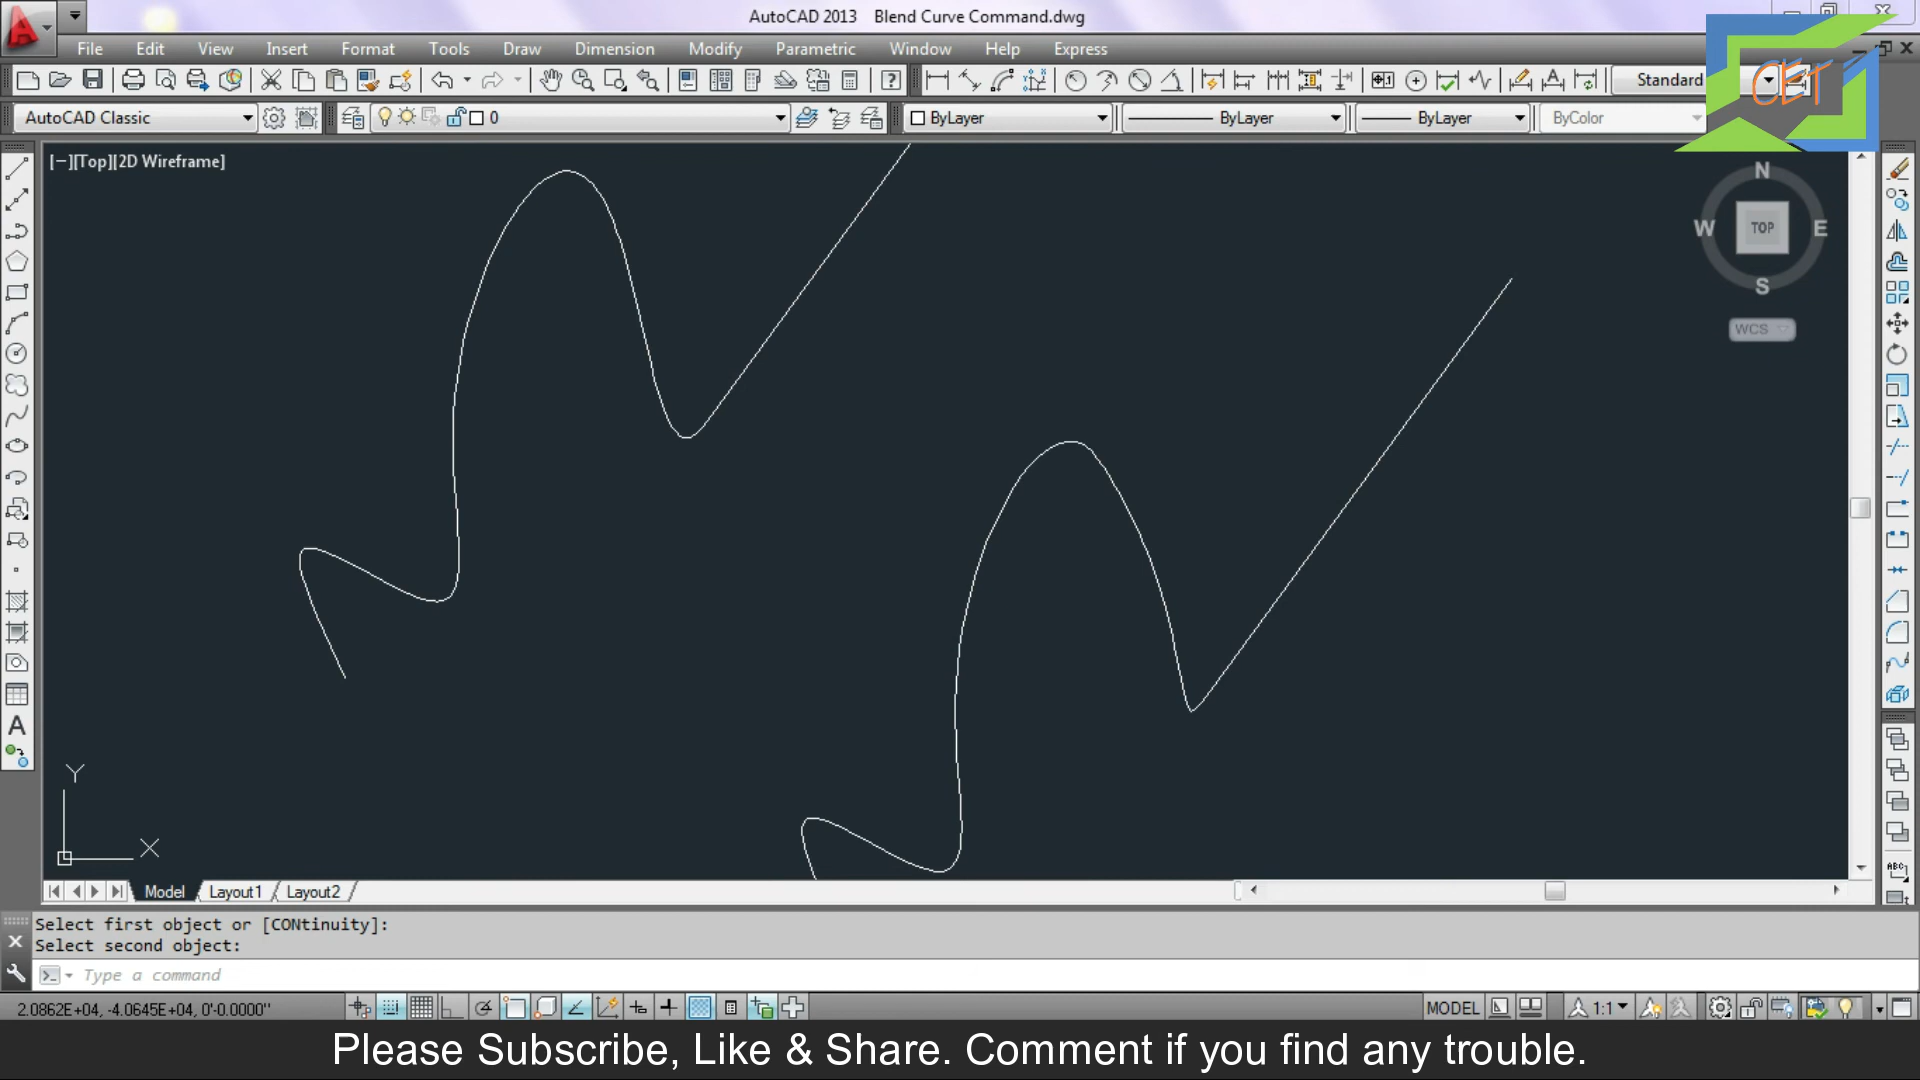 AutoCAD 2013 Blend Curve Command.dwg
File Edit View Insert Format Tools Draw Dimension Modify Parametric Window Help Express
Standard
CET
AutoCAD Classic 0 ByLayer ByLayer ByLayer ByColor
[−][Top][2D Wireframe]
N
W TOP E
S
WCS
A
Y
X
ABC
Model Layout1 Layout2
Select first object or [CONtinuity]:
Select second object:
Type a command
2.0862E+04, -4.0645E+04, 0'-0.0000" MODEL 1:1
Please Subscribe, Like & Share. Comment if you find any trouble.